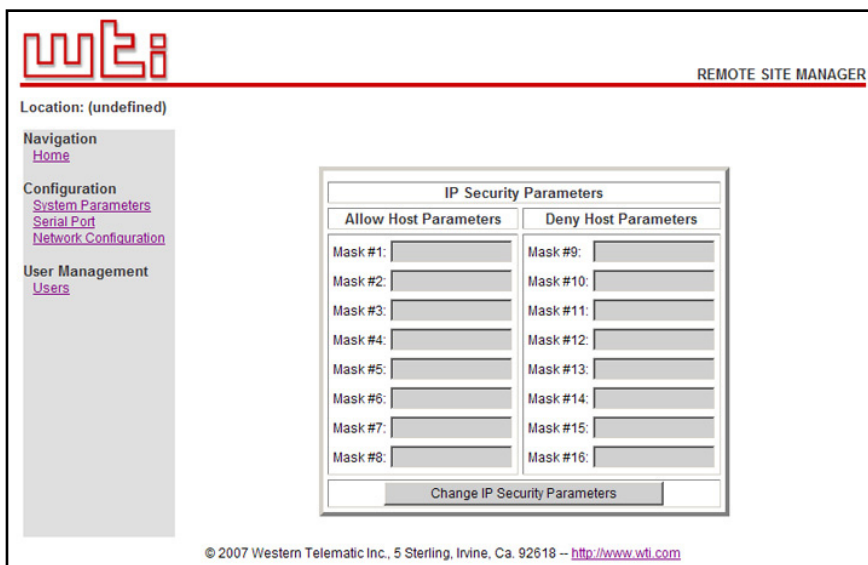 wti
REMOTE SITE MANAGER
Location: (undefined)
Navigation
Home
Configuration
System Parameters
Serial Port
Network Configuration
User Management
Users
IP Security Parameters
Allow Host Parameters
Deny Host Parameters
Mask #1:
Mask #2:
Mask #3:
Mask #4:
Mask #5:
Mask #6:
Mask #7:
Mask #8:
Mask #9:
Mask #10:
Mask #11:
Mask #12:
Mask #13:
Mask #14:
Mask #15:
Mask #16:
Change IP Security Parameters
© 2007 Western Telematic Inc., 5 Sterling, Irvine, Ca. 92618 -- http://www.wti.com